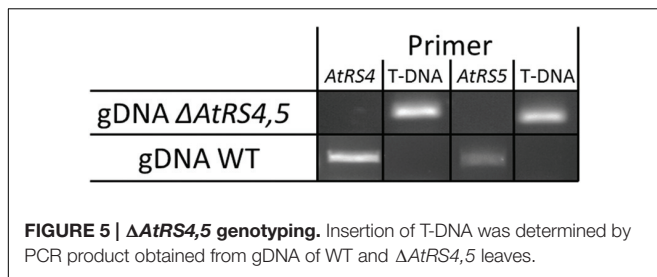 Primer
AtRS4 T-DNA AtRS5 T-DNA
gDNA ΔAtRS4,5
gDNA WT
FIGURE 5 | ΔAtRS4,5 genotyping. Insertion of T-DNA was determined by
PCR product obtained from gDNA of WT and ΔAtRS4,5 leaves.